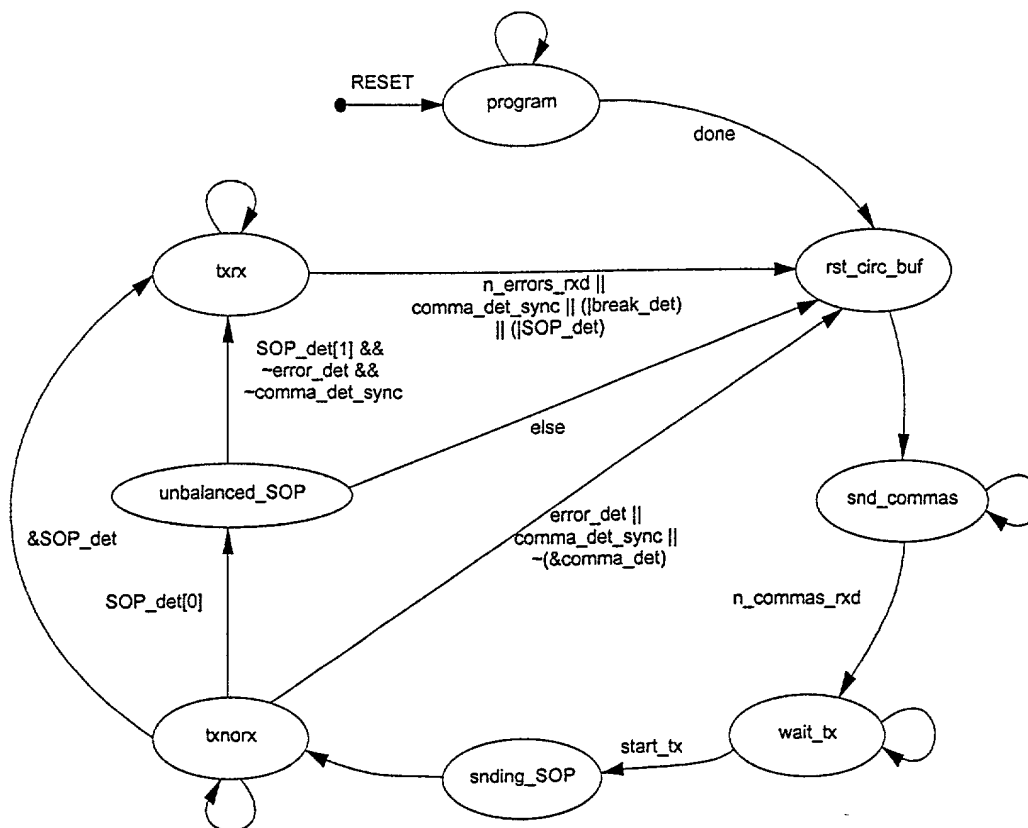 RESET
program
done
txrx
rst_circ_buf
n_errors_rxd ||
comma_det_sync || (|break_det)
|| (|SOP_det)
SOP_det[1] &&
~error_det &&
~comma_det_sync
else
unbalanced_SOP
snd_commas
error_det ||
comma_det_sync ||
~(&comma_det)
&SOP_det
SOP_det[0]
n_commas_rxd
txnorx
wait_tx
start_tx
snding_SOP